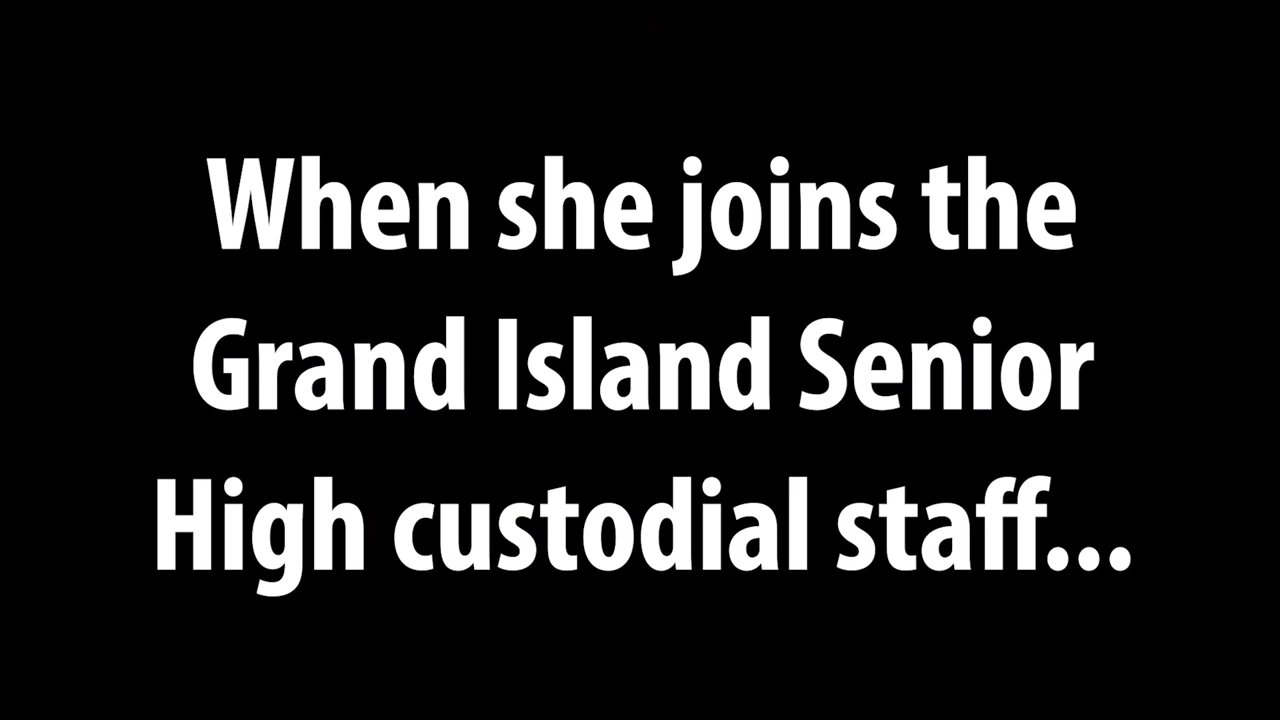 When she joins the
Grand Island Senior
High custodial staff...